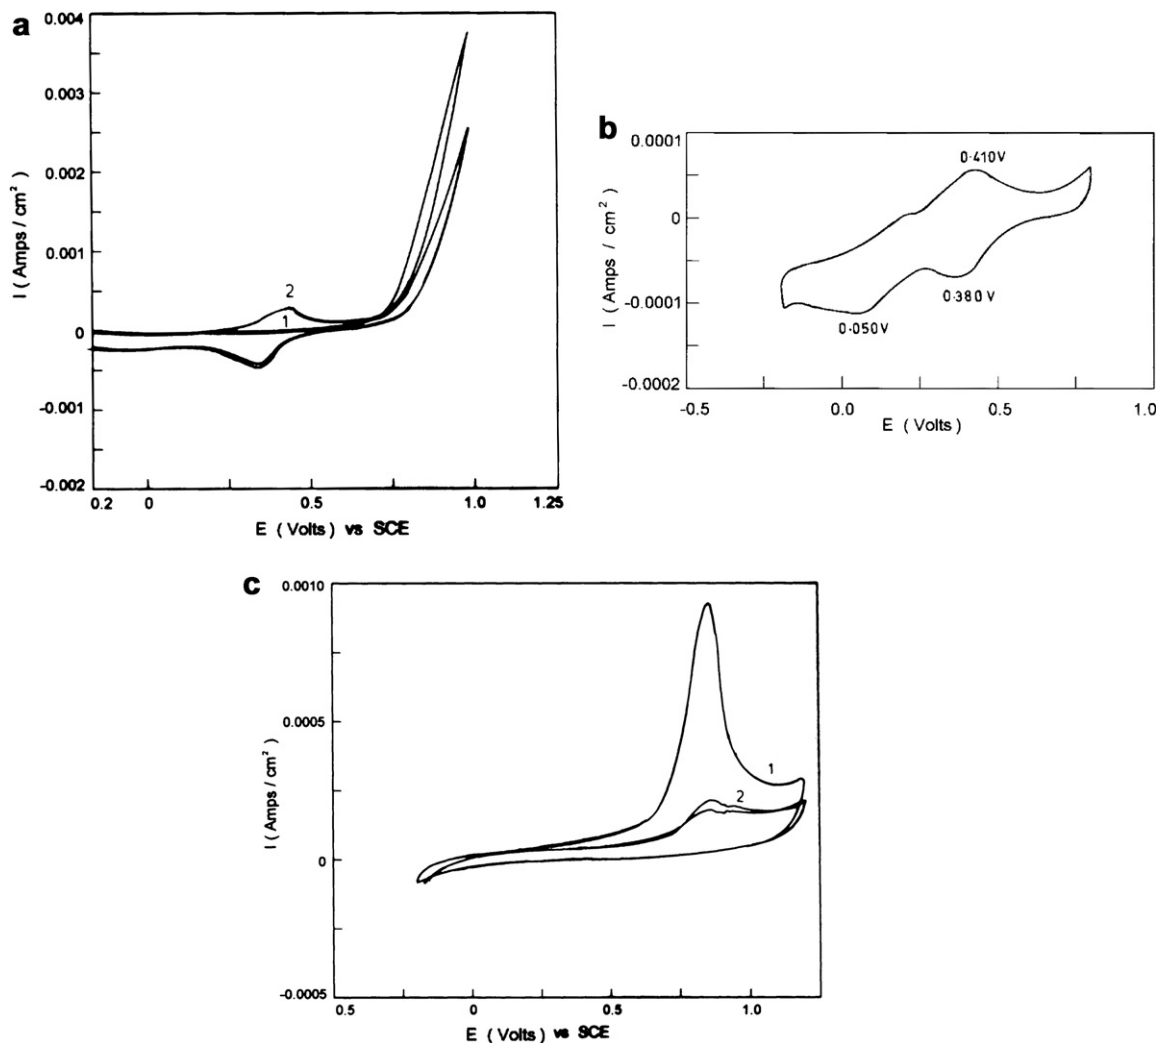 a
0.004
0.003
0.002
0.001
0
-0.001
-0.002
I ( Amps / cm²)
2
1
0.2 0 0.5 1.0 1.25
E ( Volts ) vs SCE
b
0.0001
0
-0.0001
-0.0002
I ( Amps / cm²)
0.410V
0.380 V
0.050V
-0.5 0.0 0.5 1.0
E ( Volts )
c
0.0010
0.0005
0
-0.0005
I ( Amps / cm²)
1
2
0.5 0 0.5 1.0
E ( Volts ) vs SCE